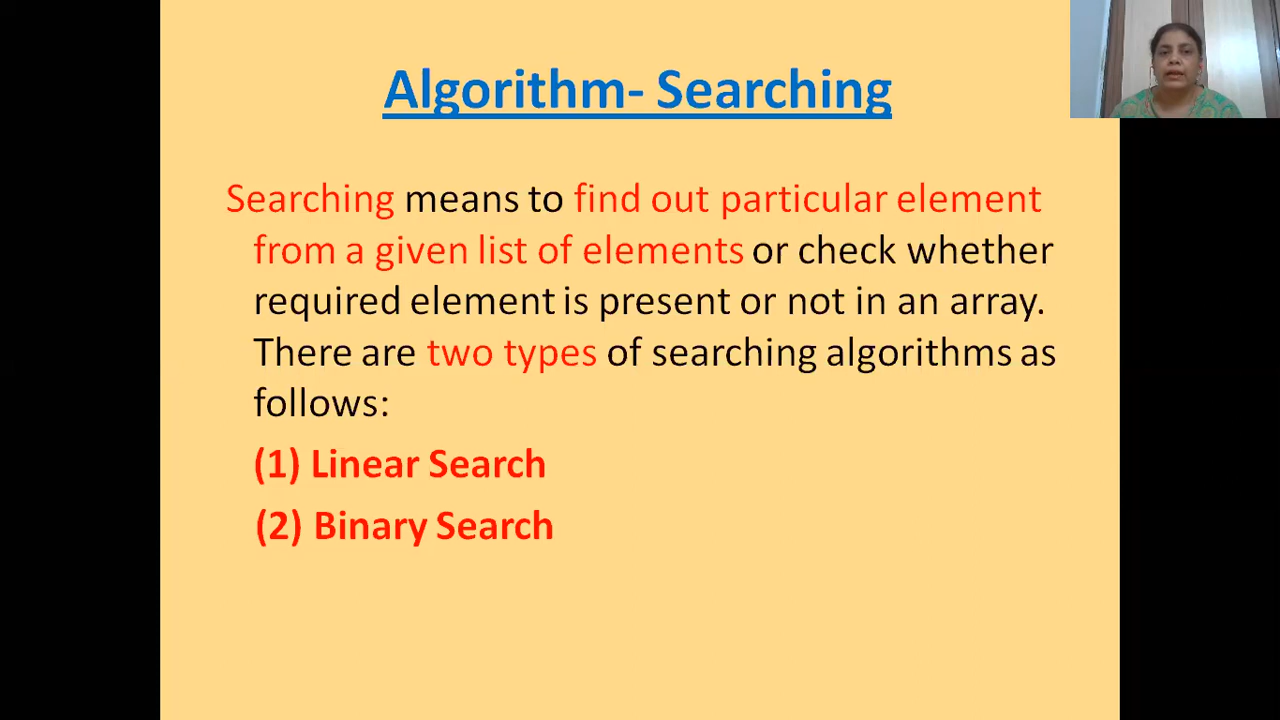 Algorithm- Searching
Searching means to find out particular element
from a given list of elements or check whether
required element is present or not in an array.
There are two types of searching algorithms as
follows:
(1) Linear Search
(2) Binary Search